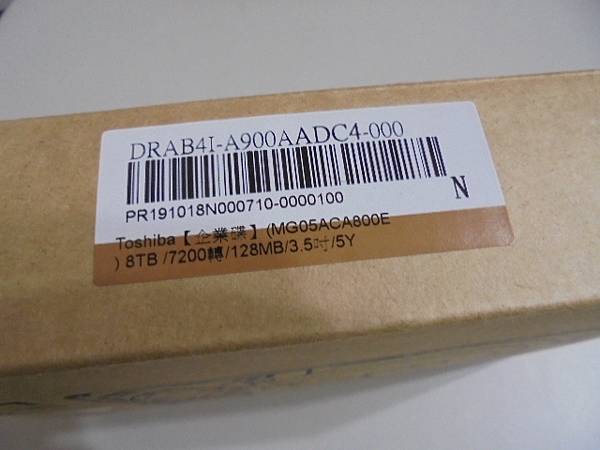 DRAB4I-A900AADC4-000
PR191018N000710-0000100
N
Toshiba【企業碟】(MG05ACA800E
) 8TB /7200轉/128MB/3.5吋/5Y